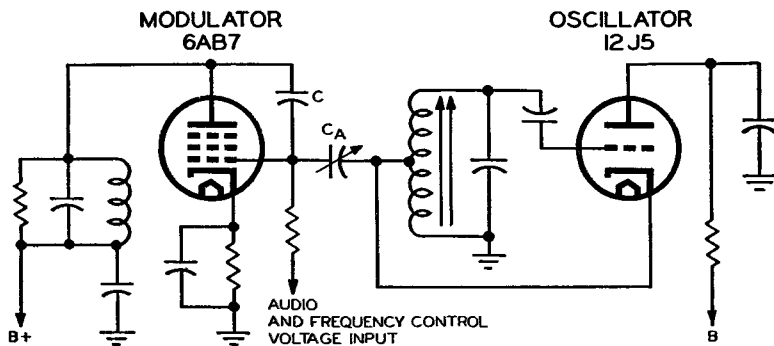 MODULATOR
6AB7
OSCILLATOR
12J5
C
CA
B+
AUDIO
AND FREQUENCY CONTROL
VOLTAGE INPUT
B